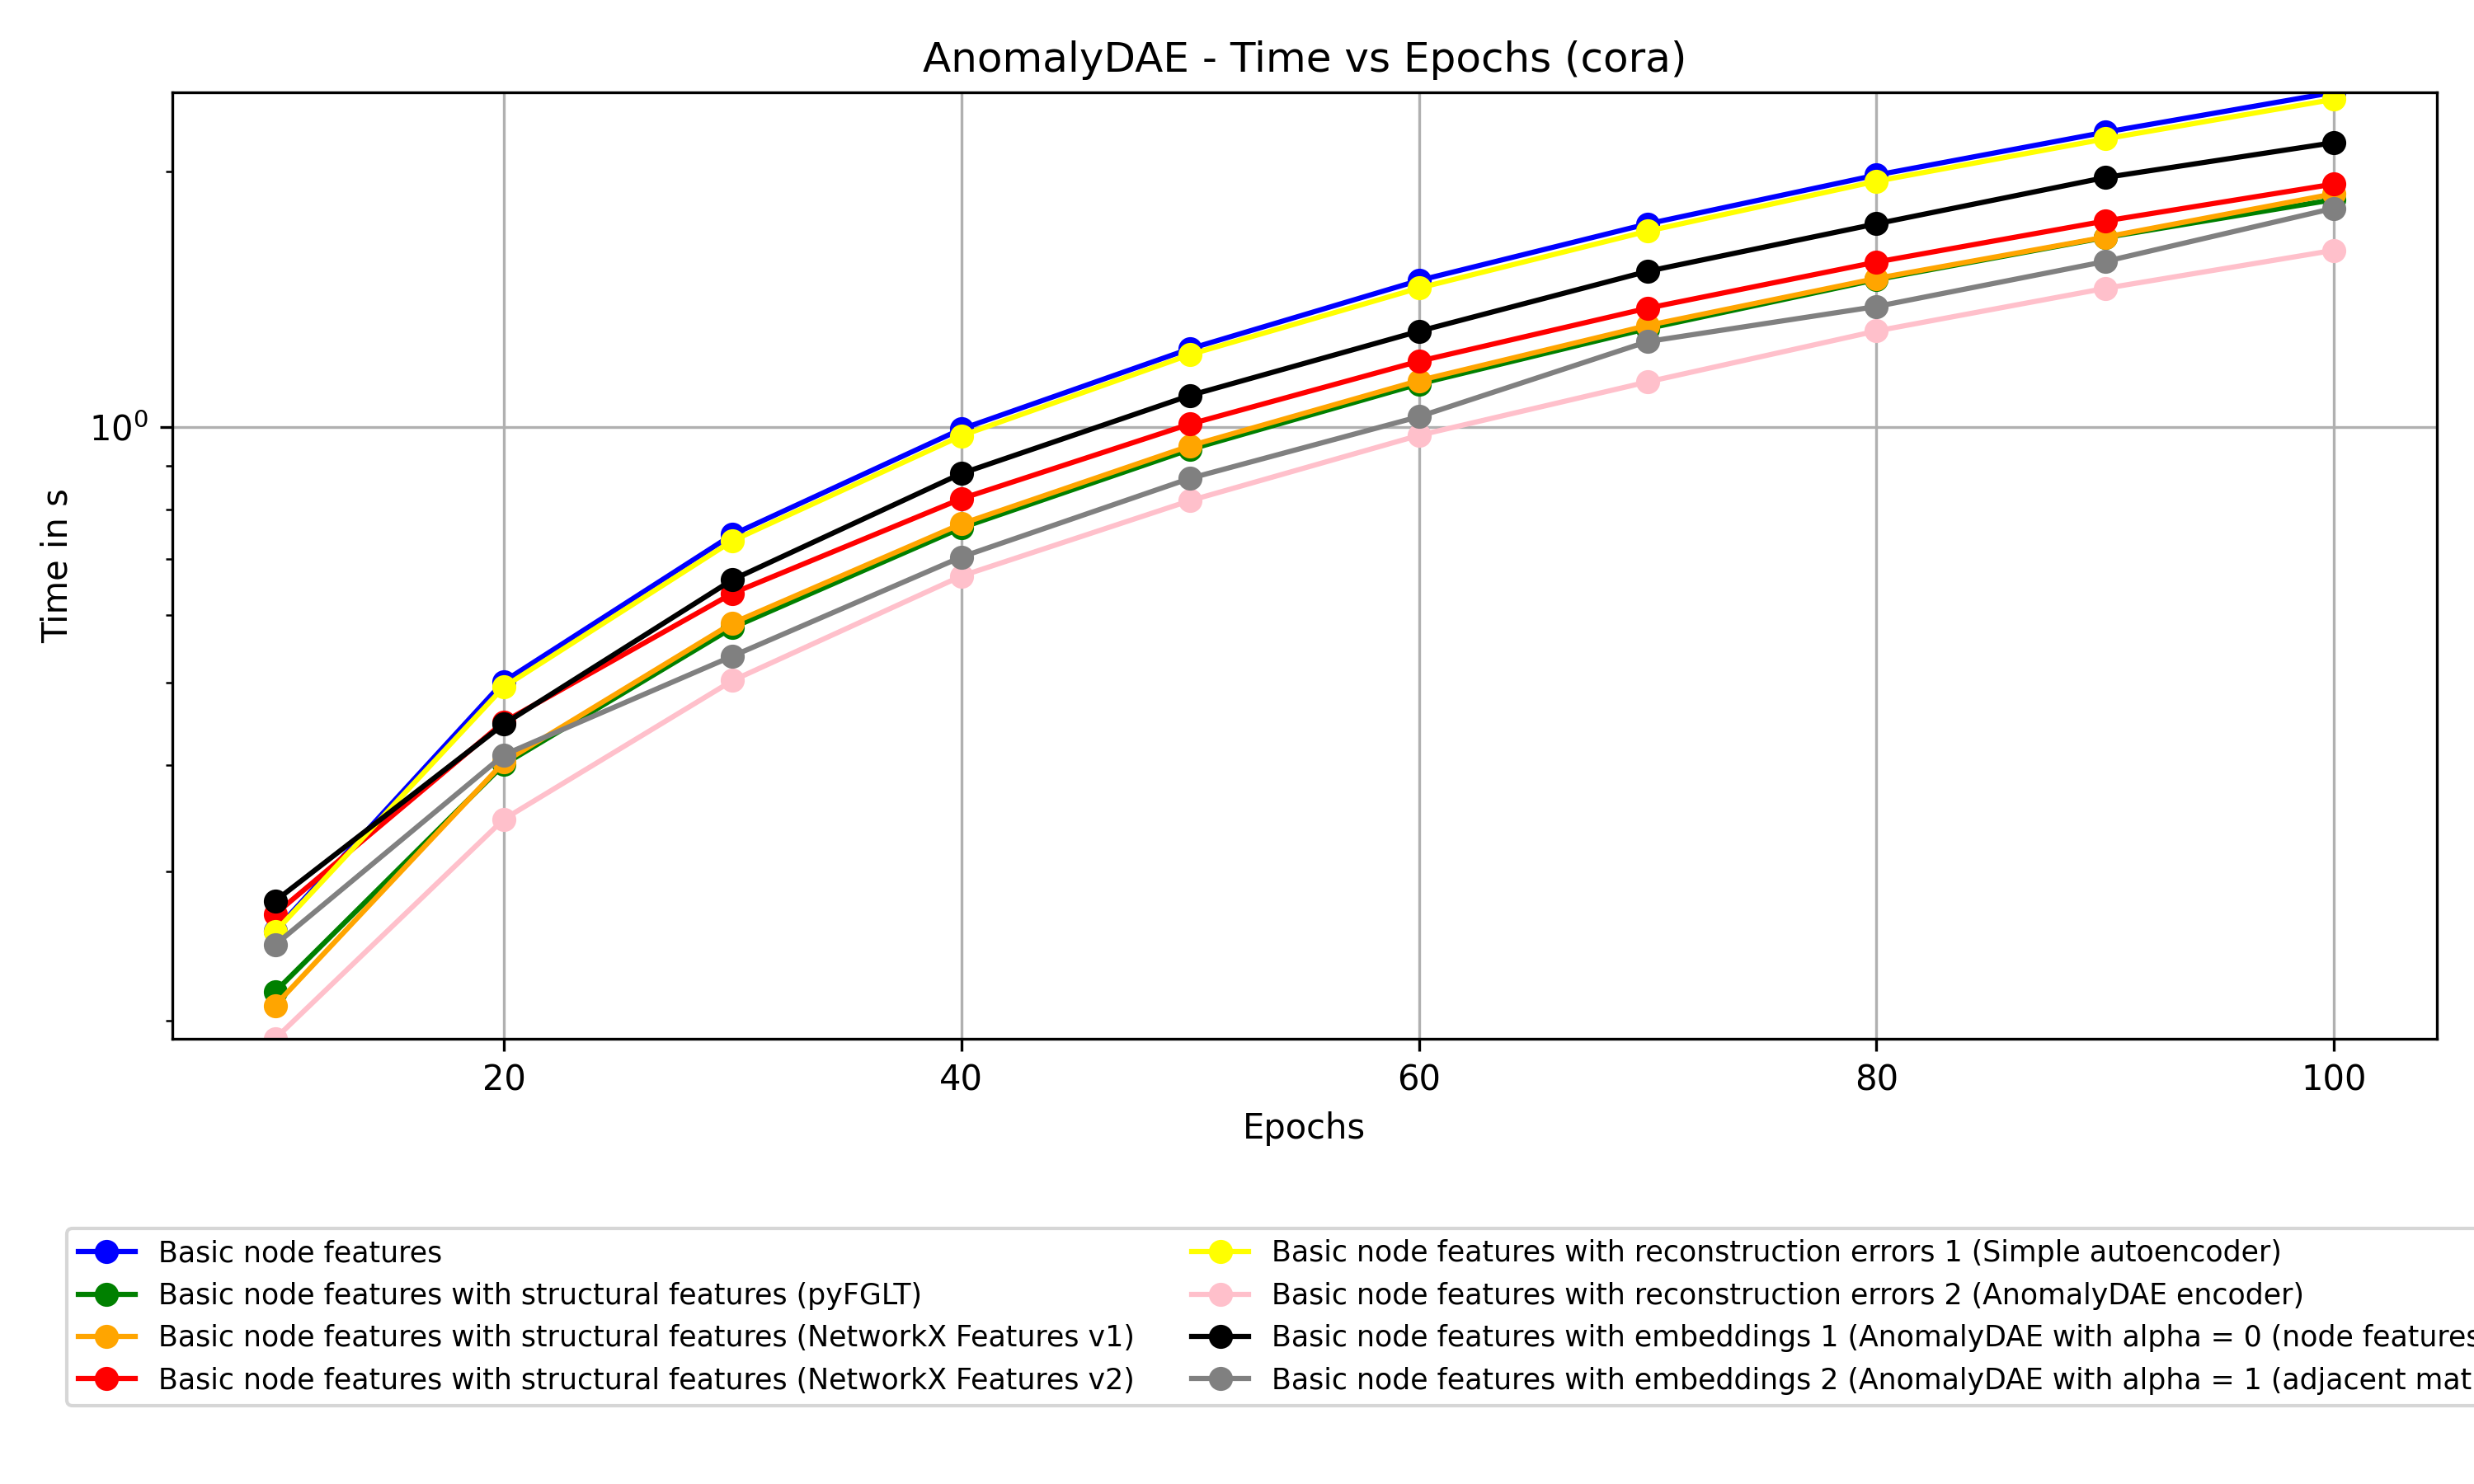 AnomalyDAE - Time vs Epochs (cora)
10⁰
Time in s
20 40 60 80 100
Epochs
Basic node features
Basic node features with structural features (pyFGLT)
Basic node features with structural features (NetworkX Features v1)
Basic node features with structural features (NetworkX Features v2)
Basic node features with reconstruction errors 1 (Simple autoencoder)
Basic node features with reconstruction errors 2 (AnomalyDAE encoder)
Basic node features with embeddings 1 (AnomalyDAE with alpha = 0 (node features
Basic node features with embeddings 2 (AnomalyDAE with alpha = 1 (adjacent mat